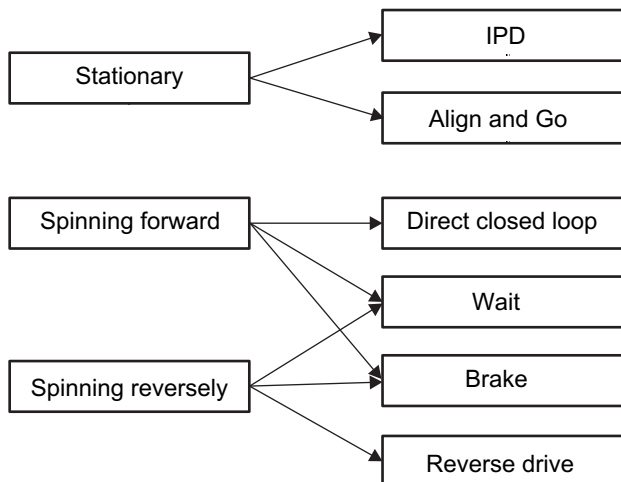 IPD
Stationary
Align and Go
Spinning forward
Direct closed loop
Wait
Spinning reversely
Brake
Reverse drive